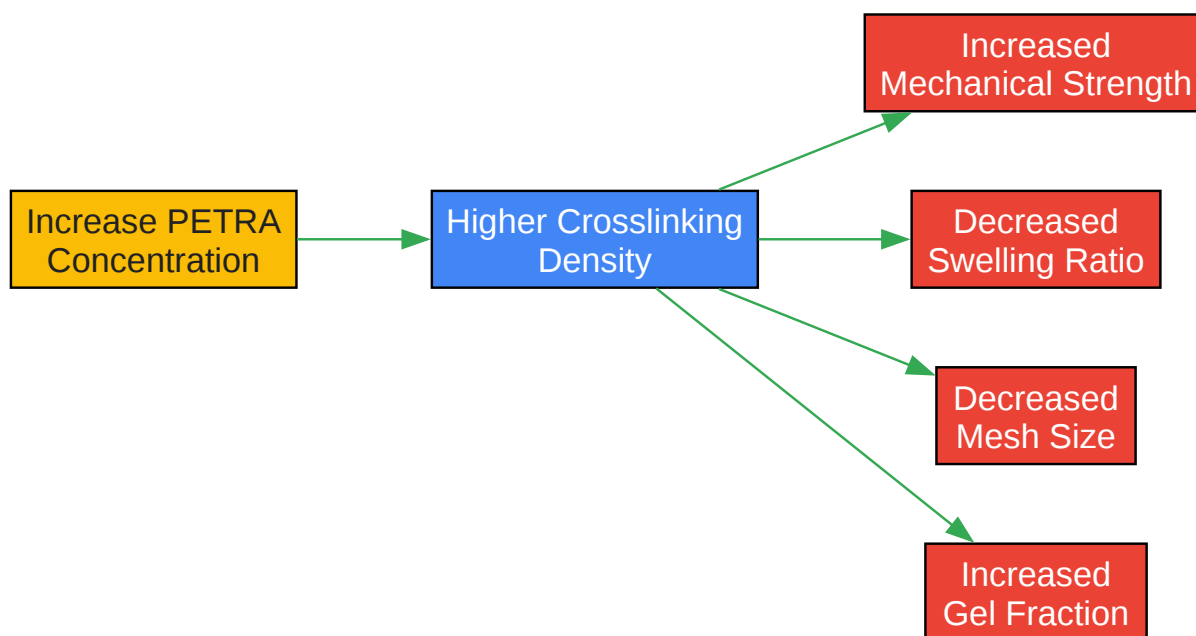 Increase PETRA
Concentration
Higher Crosslinking
Density
Increased
Mechanical Strength
Decreased
Swelling Ratio
Decreased
Mesh Size
Increased
Gel Fraction